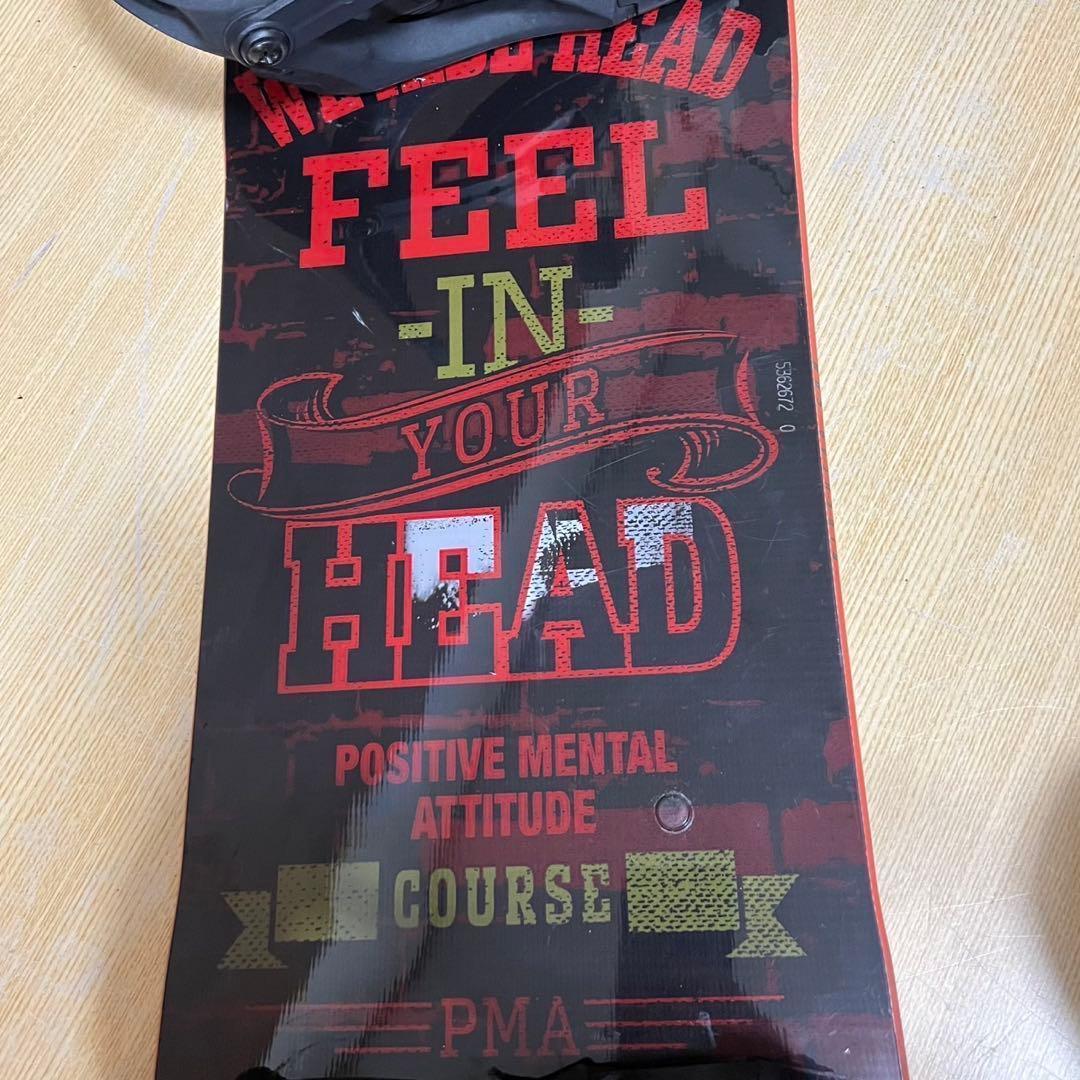 HEAD
FEEL
-IN-
YOUR
HEAD
5362672 0
POSITIVE MENTAL
ATTITUDE
COURSE
PMA